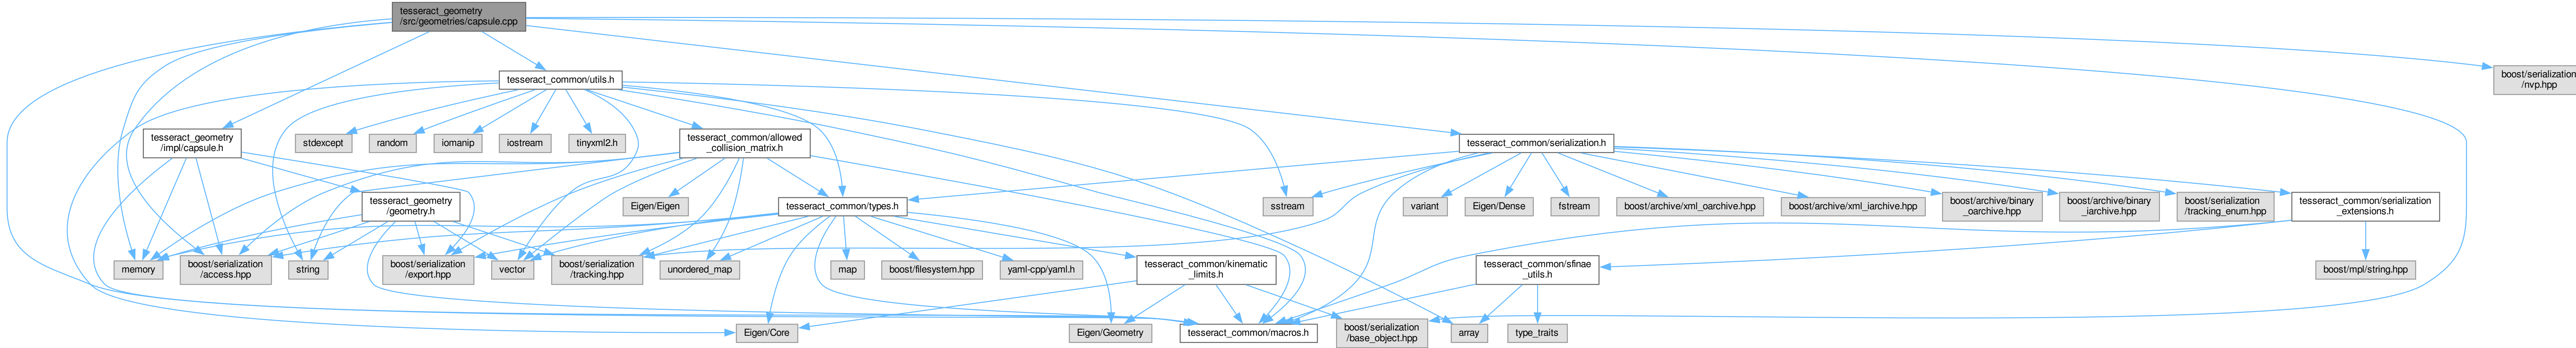 tesseract_geometry
/src/geometries/capsule.cpp
tesseract_common/utils.h
boost/serialization
/nvp.hpp
tesseract_geometry
/impl/capsule.h
stdexcept
random
iomanip
iostream
tinyxml2.h
tesseract_common/allowed
_collision_matrix.h
tesseract_common/serialization.h
tesseract_geometry
/geometry.h
Eigen/Eigen
tesseract_common/types.h
sstream
variant
Eigen/Dense
fstream
boost/archive/xml_oarchive.hpp
boost/archive/xml_iarchive.hpp
boost/archive/binary
_oarchive.hpp
boost/archive/binary
_iarchive.hpp
boost/serialization
/tracking_enum.hpp
tesseract_common/serialization
_extensions.h
memory
boost/serialization
/access.hpp
string
boost/serialization
/export.hpp
vector
boost/serialization
/tracking.hpp
unordered_map
map
boost/filesystem.hpp
yaml-cpp/yaml.h
tesseract_common/kinematic
_limits.h
tesseract_common/sfinae
_utils.h
boost/mpl/string.hpp
Eigen/Core
Eigen/Geometry
tesseract_common/macros.h
boost/serialization
/base_object.hpp
array
type_traits